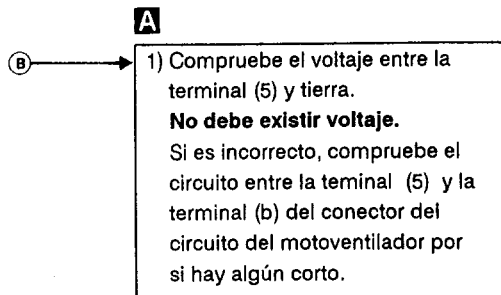 A
B
1) Compruebe el voltaje entre la
terminal (5) y tierra.
No debe existir voltaje.
Si es incorrecto, compruebe el
circuito entre la teminal (5) y la
terminal (b) del conector del
circuito del motoventilador por
si hay algún corto.